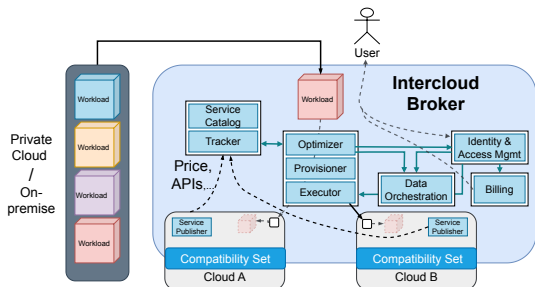 User
Intercloud
Broker
Workload
Workload
Workload
Workload
Workload
Private
Cloud
/
On-
premise
Service
Catalog
Tracker
Price,
APIs,...
Optimizer
Provisioner
Executor
Identity &
Access Mgmt
Data
Orchestration
Billing
Service
Publisher
Compatibility Set
Cloud A
Service
Publisher
Compatibility Set
Cloud B